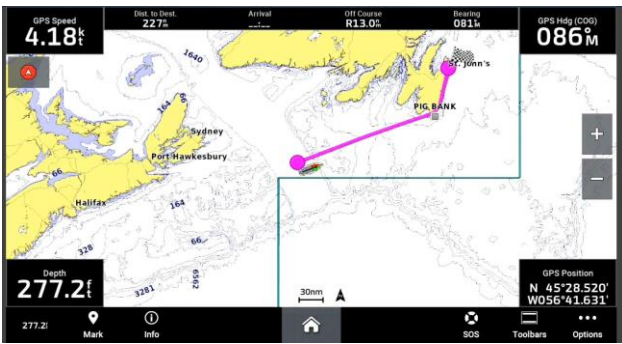 GPS Speed
4.18kt
Dist. to Dest.
227nm
Arrival
--:--
Off Course
R13.0nm
Bearing
081°M
GPS Hdg (COG)
086°M
1640
St. John's
164
66
PIG BANK
Sydney
Port Hawkesbury
66
Halifax
164
66
328
6562
3281
Depth
277.2ft
30nm
GPS Position
N 45°28.520'
W056°41.631'
277.2
Mark
Info
SOS
Toolbars
Options